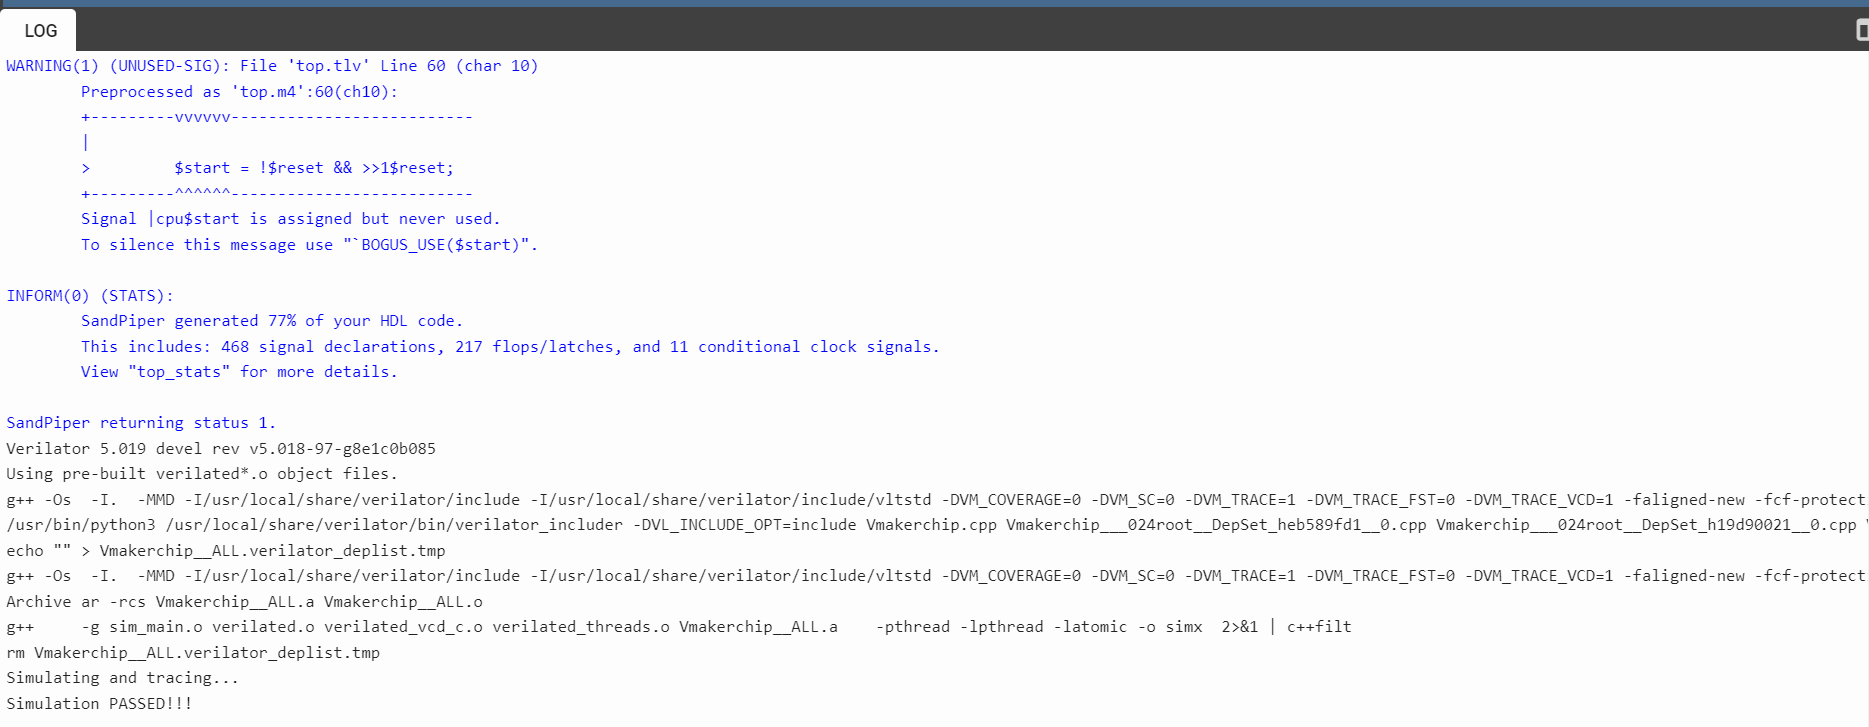 LOG
WARNING(1) (UNUSED-SIG): File 'top.tlv' Line 60 (char 10)
        Preprocessed as 'top.m4':60(ch10):
        +---------vvvvvv--------------------------
        |
        >         $start = !$reset && >>1$reset;
        +---------^^^^^^--------------------------
        Signal |cpu$start is assigned but never used.
        To silence this message use "`BOGUS_USE($start)".
INFORM(0) (STATS):
        SandPiper generated 77% of your HDL code.
        This includes: 468 signal declarations, 217 flops/latches, and 11 conditional clock signals.
        View "top_stats" for more details.
SandPiper returning status 1.
Verilator 5.019 devel rev v5.018-97-g8e1c0b085
Using pre-built verilated*.o object files.
g++ -Os  -I.  -MMD -I/usr/local/share/verilator/include -I/usr/local/share/verilator/include/vltstd -DVM_COVERAGE=0 -DVM_SC=0 -DVM_TRACE=1 -DVM_TRACE_FST=0 -DVM_TRACE_VCD=1 -faligned-new -fcf-protect
/usr/bin/python3 /usr/local/share/verilator/bin/verilator_includer -DVL_INCLUDE_OPT=include Vmakerchip.cpp Vmakerchip___024root__DepSet_heb589fd1__0.cpp Vmakerchip___024root__DepSet_h19d90021__0.cpp
echo "" > Vmakerchip__ALL.verilator_deplist.tmp
g++ -Os  -I.  -MMD -I/usr/local/share/verilator/include -I/usr/local/share/verilator/include/vltstd -DVM_COVERAGE=0 -DVM_SC=0 -DVM_TRACE=1 -DVM_TRACE_FST=0 -DVM_TRACE_VCD=1 -faligned-new -fcf-protect
Archive ar -rcs Vmakerchip__ALL.a Vmakerchip__ALL.o
g++     -g sim_main.o verilated.o verilated_vcd_c.o verilated_threads.o Vmakerchip__ALL.a    -pthread -lpthread -latomic -o simx  2>&1 | c++filt
rm Vmakerchip__ALL.verilator_deplist.tmp
Simulating and tracing...
Simulation PASSED!!!